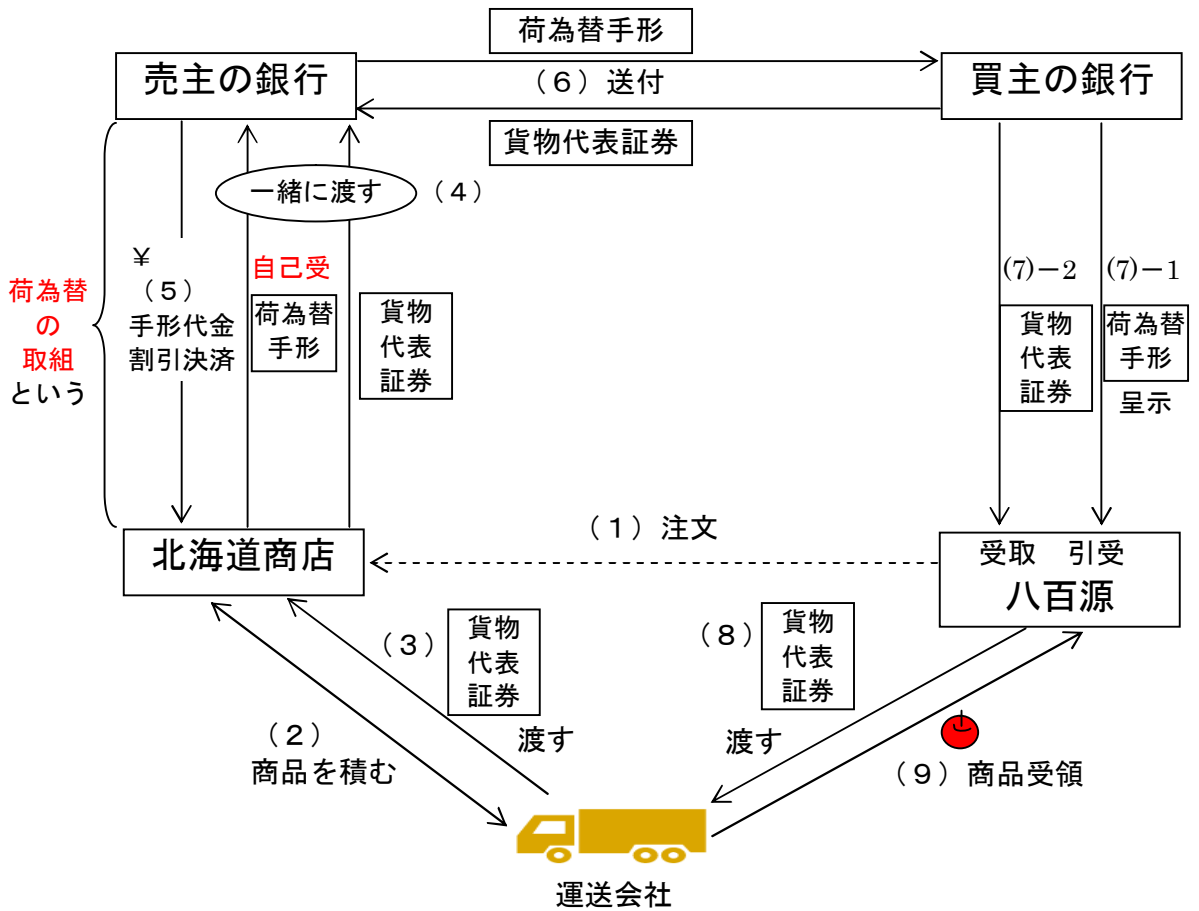 荷為替手形
売主の銀行
(6)送付
買主の銀行
貨物代表証券
一緒に渡す
(4)
¥
(5)
手形代金
割引決済
自己受
荷為替
手形
貨物
代表
証券
荷為替
の
取組
という
(7)−2
貨物
代表
証券
(7)−1
荷為替
手形
呈示
(1)注文
北海道商店
受取 引受
八百源
(3)
貨物
代表
証券
渡す
(8)
貨物
代表
証券
渡す
(2)
商品を積む
(9)商品受領
運送会社